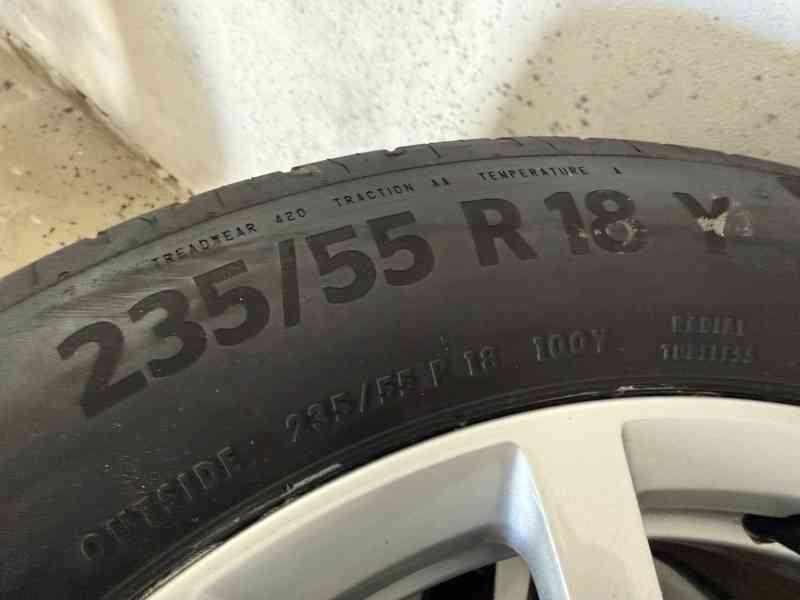 TREADWEAR 420 TRACTION AA TEMPERATURE A
235/55 R 18 Y
OUTSIDE 235/55 R 18 100Y
RADIAL
TUBELESS